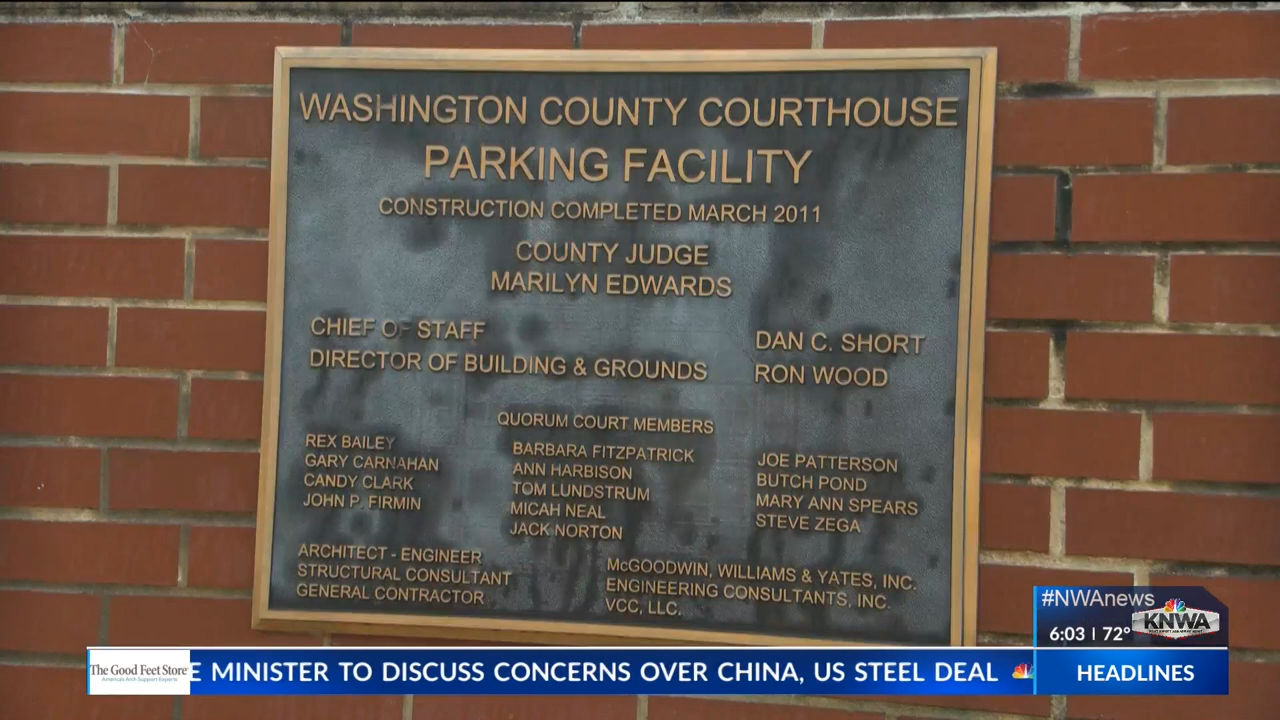 WASHINGTON COUNTY COURTHOUSE
PARKING FACILITY
CONSTRUCTION COMPLETED MARCH 2011
COUNTY JUDGE
MARILYN EDWARDS
CHIEF OF STAFF DAN C. SHORT
DIRECTOR OF BUILDING & GROUNDS RON WOOD
QUORUM COURT MEMBERS
REX BAILEY
GARY CARNAHAN
CANDY CLARK
JOHN P. FIRMIN
BARBARA FITZPATRICK
ANN HARBISON
TOM LUNDSTRUM
MICAH NEAL
JACK NORTON
JOE PATTERSON
BUTCH POND
MARY ANN SPEARS
STEVE ZEGA
ARCHITECT - ENGINEER McGOODWIN, WILLIAMS & YATES, INC.
STRUCTURAL CONSULTANT ENGINEERING CONSULTANTS, INC.
GENERAL CONTRACTOR VCC, LLC.
#NWAnews
KNWA
6:03 | 72°
The Good Feet Store
America's Arch Support Experts
MINISTER TO DISCUSS CONCERNS OVER CHINA, US STEEL DEAL
HEADLINES